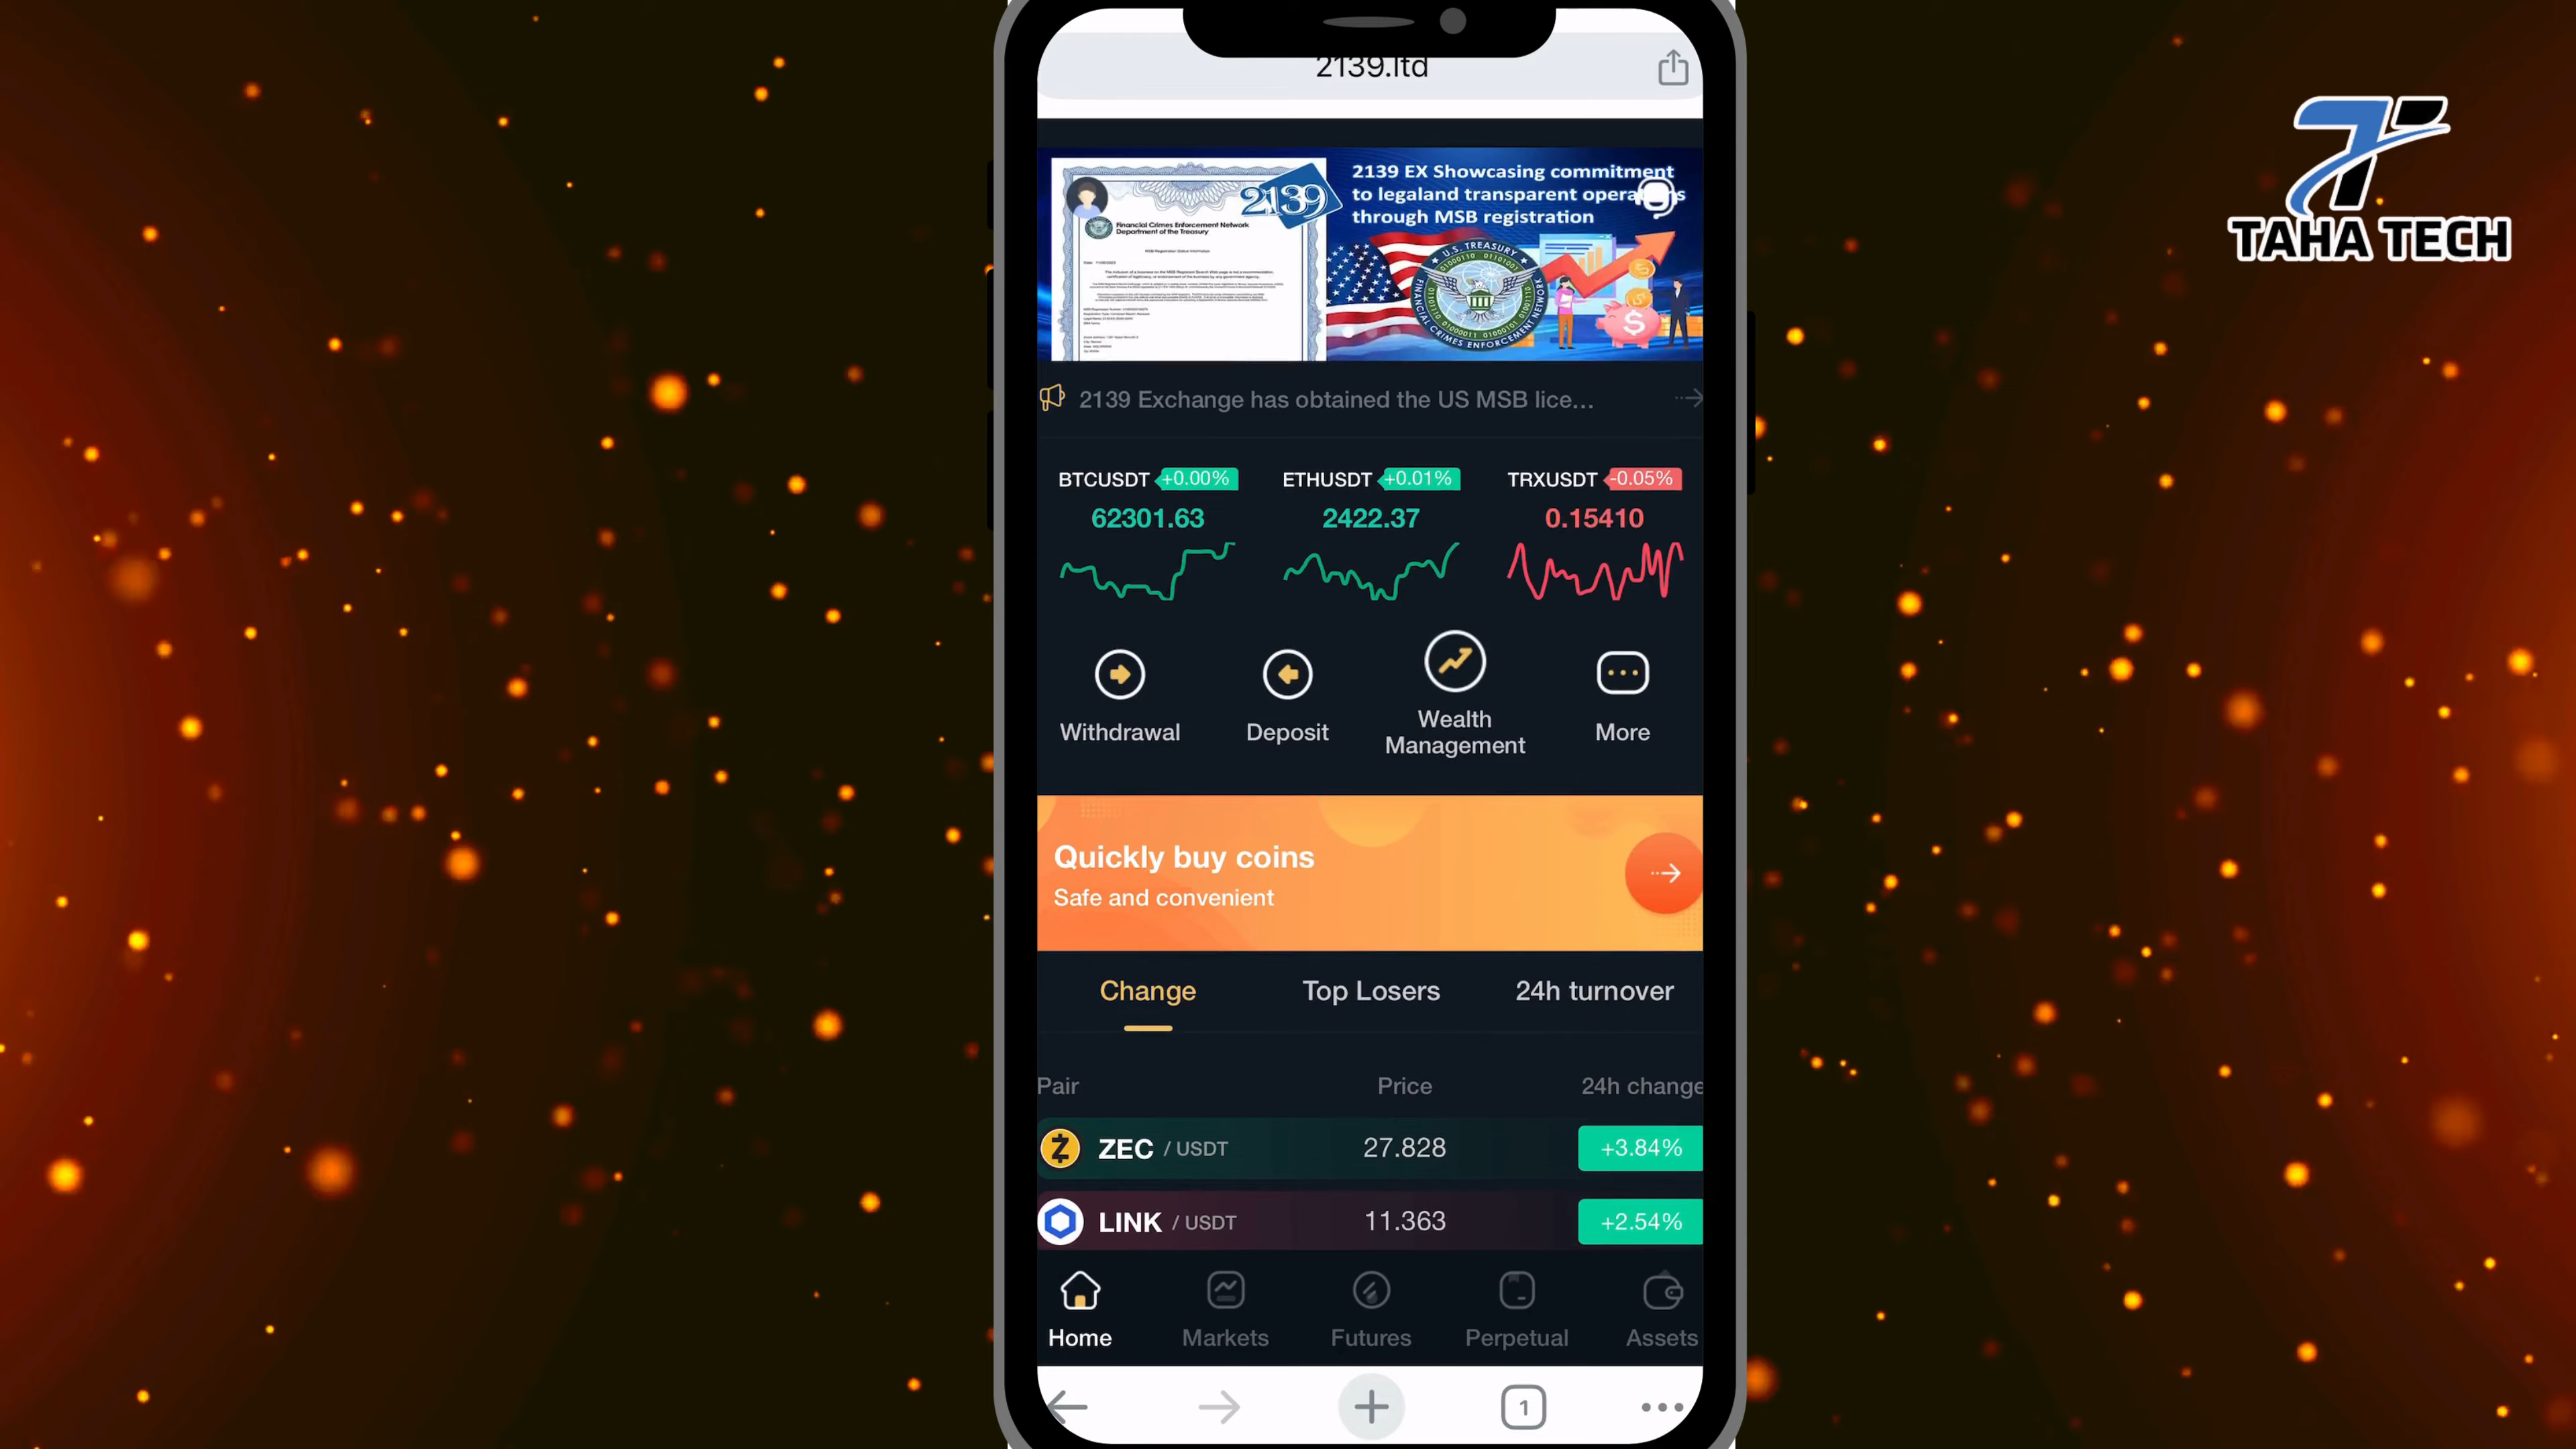 2139.ltd
TAHA TECH
2139 EX Showcasing commitment
to legaland transparent opera
through MSB registration
2139
Financial Crimes Enforcement Network
Department of the Treasury
U.S. TREASURY
FINANCIAL CRIMES ENFORCEMENT NETWORK
2139 Exchange has obtained the US MSB lice...
BTCUSDT +0.00%
ETHUSDT +0.01%
TRXUSDT -0.05%
62301.63
2422.37
0.15410
Withdrawal
Deposit
Wealth
Management
More
Quickly buy coins
Safe and convenient
Change
Top Losers
24h turnover
Pair
Price
24h change
ZEC / USDT
27.828
+3.84%
LINK / USDT
11.363
+2.54%
Home
Markets
Futures
Perpetual
Assets
1